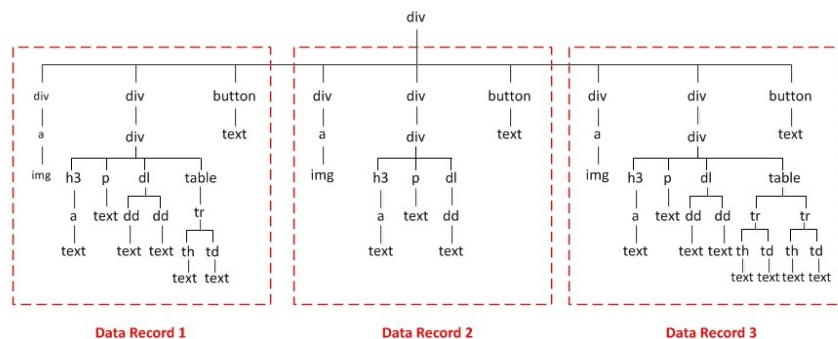 div
div div button div div button div div button
a div text a div text a div text
img h3 p dl table img h3 p dl img h3 p dl table
a text dd dd tr a text dd a text dd dd tr tr
text text text th td text text text text text th td th td
text text text text text text
Data Record 1 Data Record 2 Data Record 3